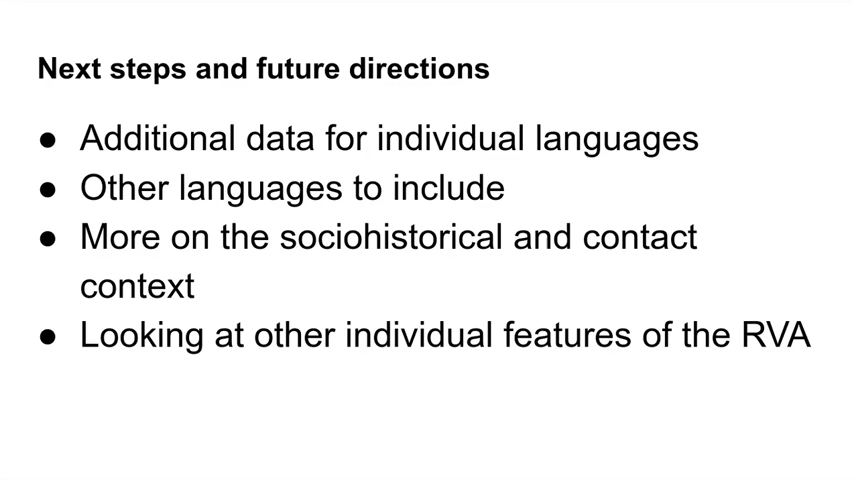 Next steps and future directions
● Additional data for individual languages
● Other languages to include
● More on the sociohistorical and contact
context
● Looking at other individual features of the RVA